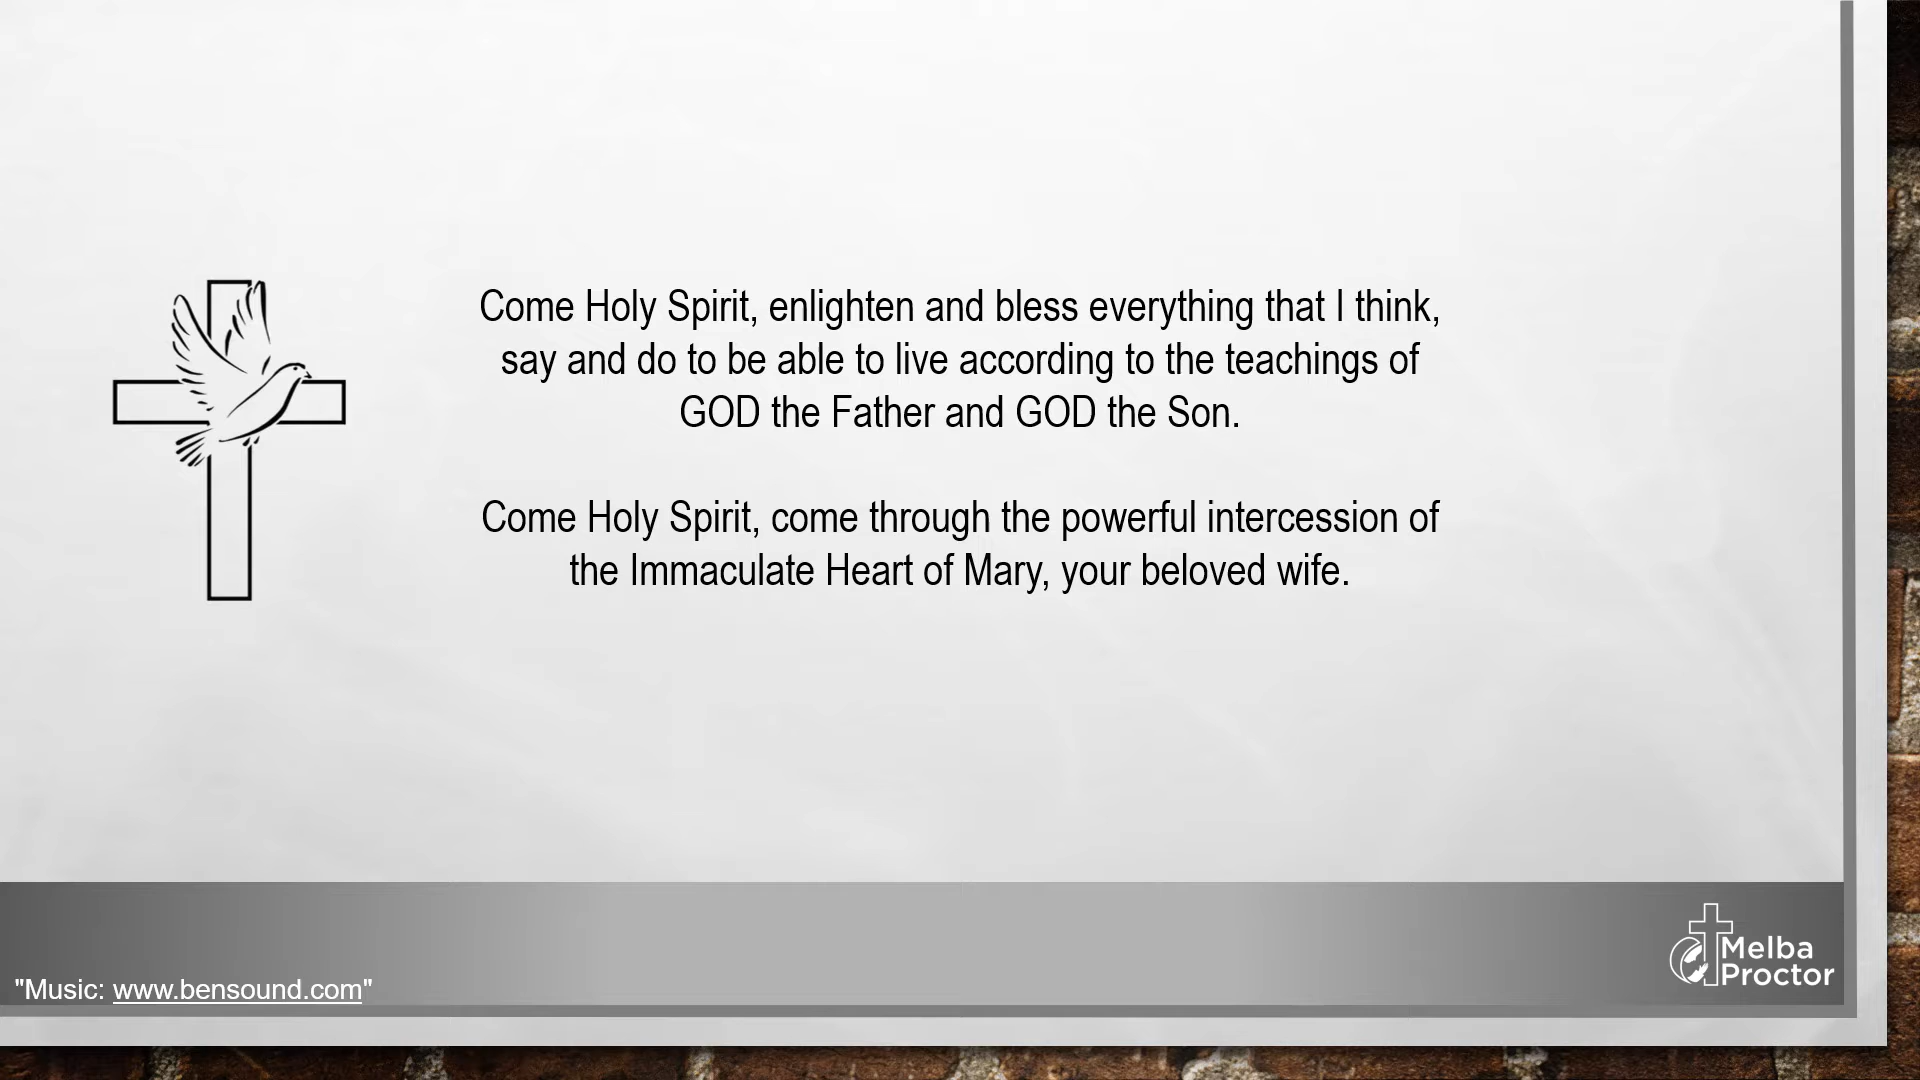 Come Holy Spirit, enlighten and bless everything that I think,
say and do to be able to live according to the teachings of
GOD the Father and GOD the Son.
Come Holy Spirit, come through the powerful intercession of
the Immaculate Heart of Mary, your beloved wife.
"Music: www.bensound.com"
Melba
Proctor